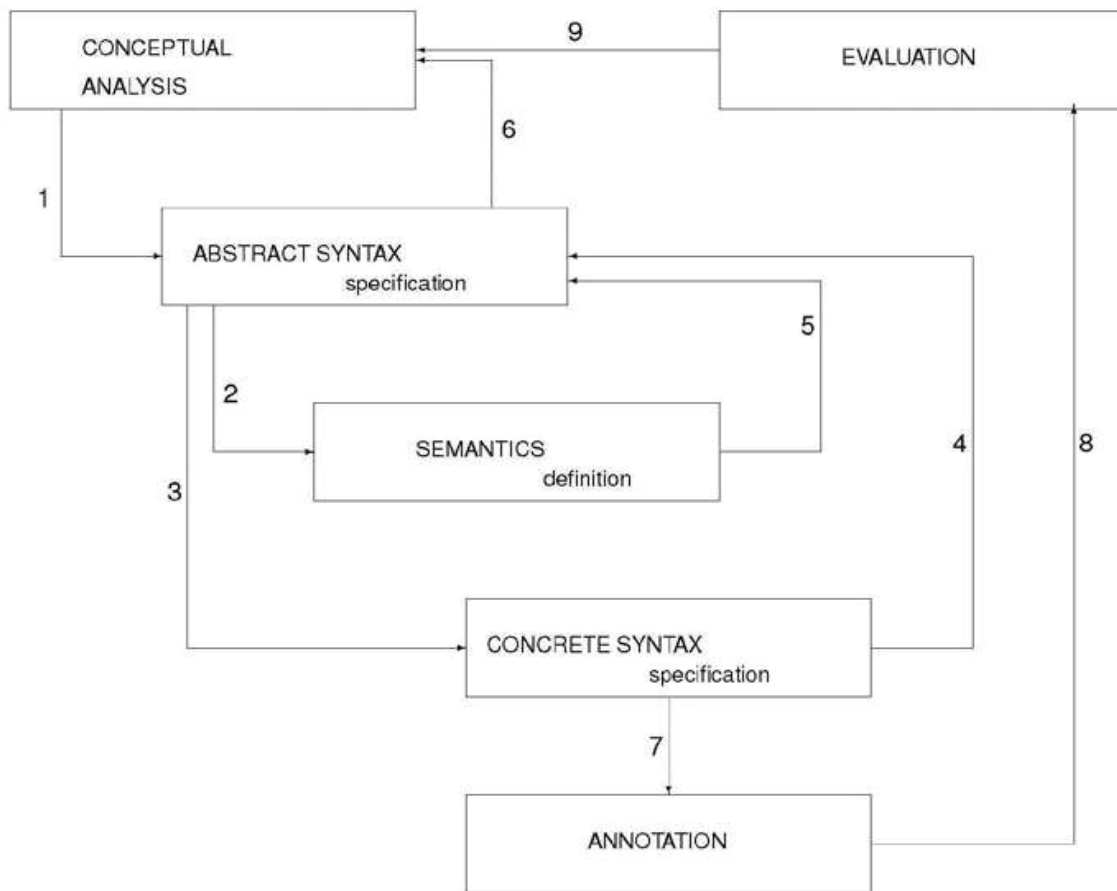 CONCEPTUAL
ANALYSIS
9
EVALUATION
6
1
ABSTRACT SYNTAX
specification
5
2
SEMANTICS
definition
4
8
3
CONCRETE SYNTAX
specification
7
ANNOTATION